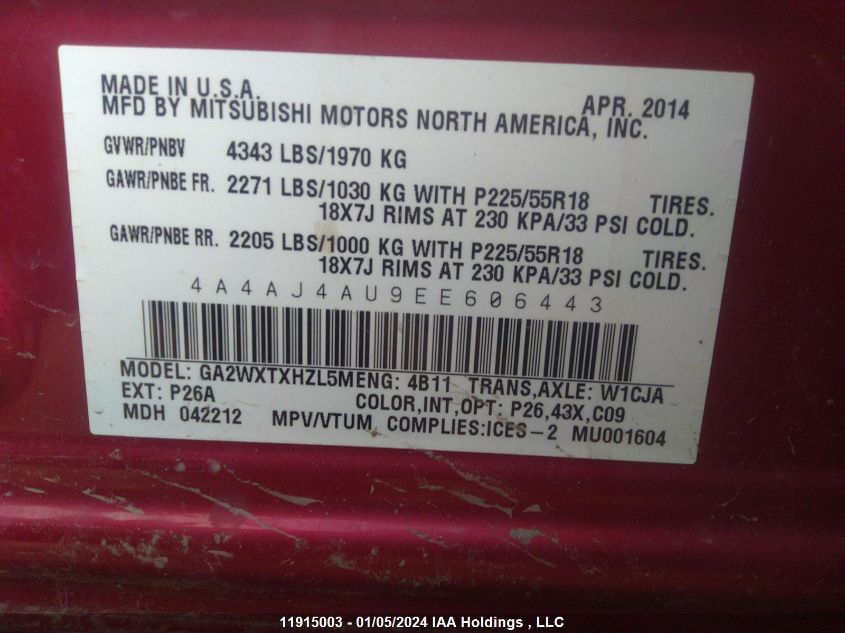 MADE IN U.S.A. APR. 2014
MFD BY MITSUBISHI MOTORS NORTH AMERICA, INC.
GVWR/PNBV 4343 LBS/1970 KG
GAWR/PNBE FR. 2271 LBS/1030 KG WITH P225/55R18 TIRES.
18X7J RIMS AT 230 KPA/33 PSI COLD.
GAWR/PNBE RR. 2205 LBS/1000 KG WITH P225/55R18 TIRES.
18X7J RIMS AT 230 KPA/33 PSI COLD.
4A4AJ4AU9EE606443
MODEL: GA2WXTXHZL5MENG: 4B11 TRANS,AXLE: W1CJA
EXT: P26A COLOR,INT,OPT: P26,43X,C09
MDH 042212 MPV/VTUM COMPLIES:ICES-2 MU001604
11915003 - 01/05/2024 IAA Holdings , LLC